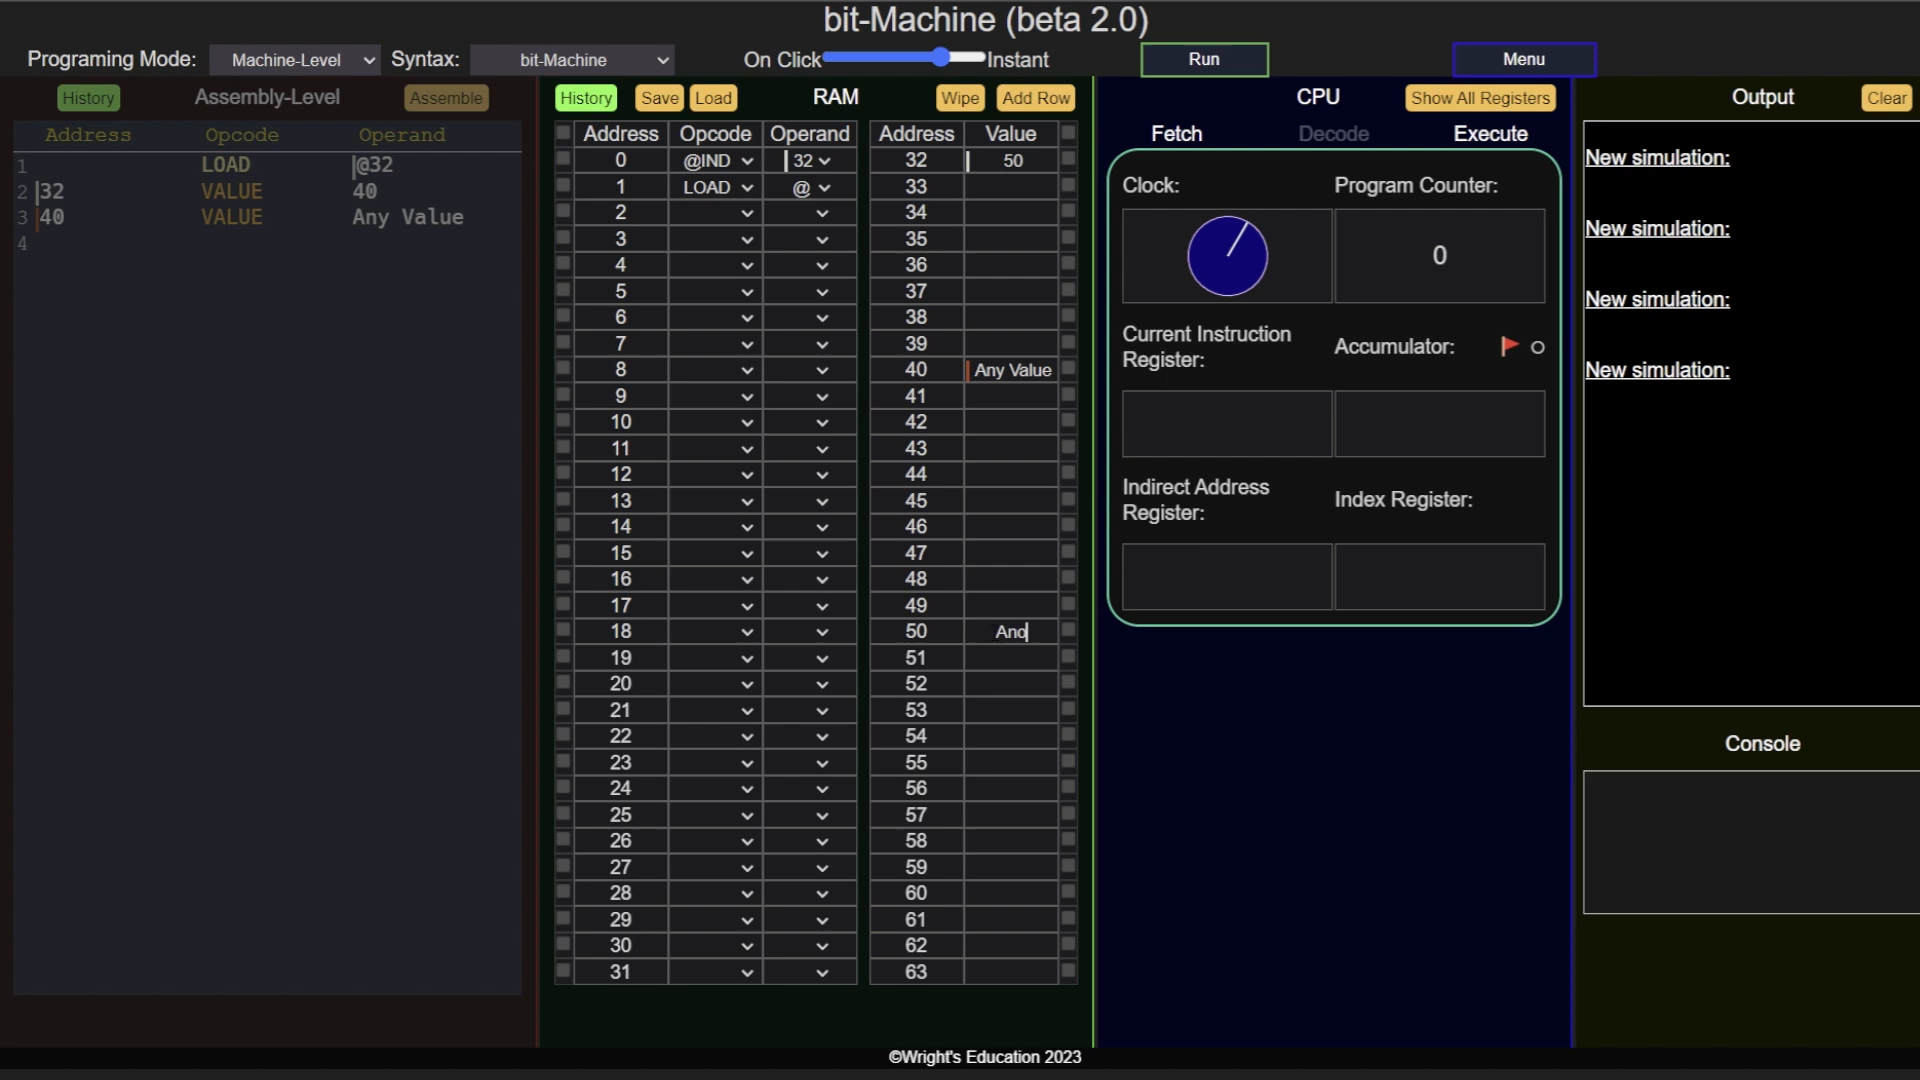 bit-Machine (beta 2.0)
Programing Mode: Machine-Level Syntax: bit-Machine On Click Instant Run Menu
History Assembly-Level Assemble
Address Opcode Operand
1 LOAD @32
2 32 VALUE 40
3 40 VALUE Any Value
4
History Save Load RAM Wipe Add Row
Address Opcode Operand Address Value
0 @IND 32 32 50
1 LOAD @ 33
2 34
3 35
4 36
5 37
6 38
7 39
8 40 Any Value
9 41
10 42
11 43
12 44
13 45
14 46
15 47
16 48
17 49
18 50 Ano
19 51
20 52
21 53
22 54
23 55
24 56
25 57
26 58
27 59
28 60
29 61
30 62
31 63
CPU Show All Registers
Fetch Decode Execute
Clock: Program Counter:
0
Current Instruction
Register:
Accumulator:
Indirect Address
Register:
Index Register:
Output Clear
New simulation:
New simulation:
New simulation:
New simulation:
Console
©Wright's Education 2023